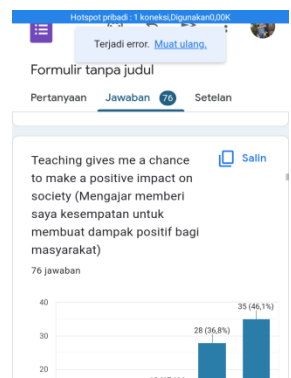 Hotspot pribadi : 1 koneksi,Digunakan0,00K
Terjadi error. Muat ulang.
Formulir tanpa judul
Pertanyaan Jawaban 76 Setelan
Teaching gives me a chance
to make a positive impact on
society (Mengajar memberi
saya kesempatan untuk
membuat dampak positif bagi
masyarakat)
Salin
76 jawaban
40
35 (46,1%)
28 (36,8%)
30
20